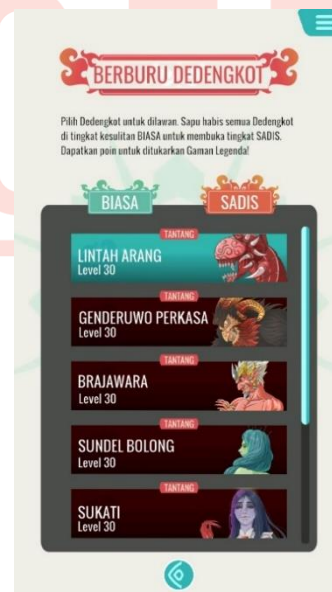 BERBURU DEDENGKOT
Pilih Dedengkot untuk dilawan. Sapu habis semua Dedengkot
di tingkat kesulitan BIASA untuk membuka tingkat SADIS.
Dapatkan poin untuk ditukarkan Gaman Legenda!
BIASA
SADIS
TANTANG
LINTAH ARANG
Level 30
TANTANG
GENDERUWO PERKASA
Level 30
TANTANG
BRAJAWARA
Level 30
TANTANG
SUNDEL BOLONG
Level 30
TANTANG
SUKATI
Level 30